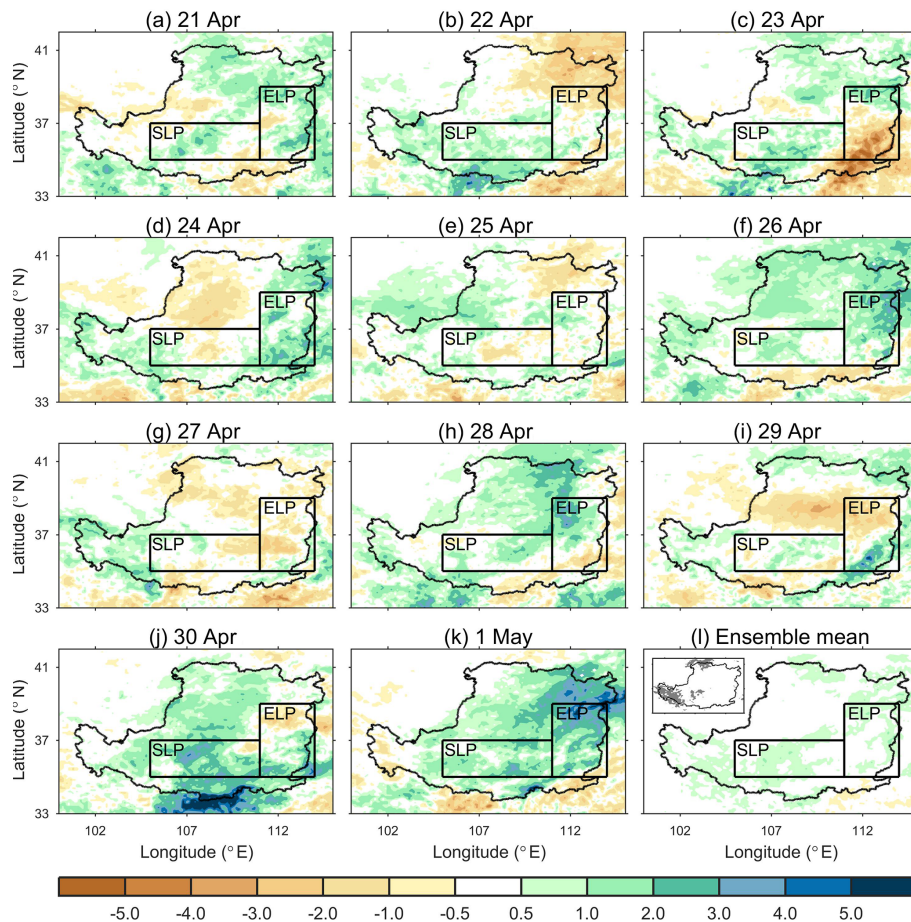 (a) 21 Apr (b) 22 Apr (c) 23 Apr
Latitude (° N)
41
37
33
ELP ELP ELP
SLP SLP SLP
(d) 24 Apr (e) 25 Apr (f) 26 Apr
Latitude (° N)
41
37
33
ELP ELP ELP
SLP SLP SLP
(g) 27 Apr (h) 28 Apr (i) 29 Apr
Latitude (° N)
41
37
33
ELP ELP ELP
SLP SLP SLP
(j) 30 Apr (k) 1 May (l) Ensemble mean
Latitude (° N)
41
37
33
ELP ELP ELP
SLP SLP SLP
102 107 112 102 107 112 102 107 112
Longitude (° E) Longitude (° E) Longitude (° E)
-5.0 -4.0 -3.0 -2.0 -1.0 -0.5 0.5 1.0 2.0 3.0 4.0 5.0